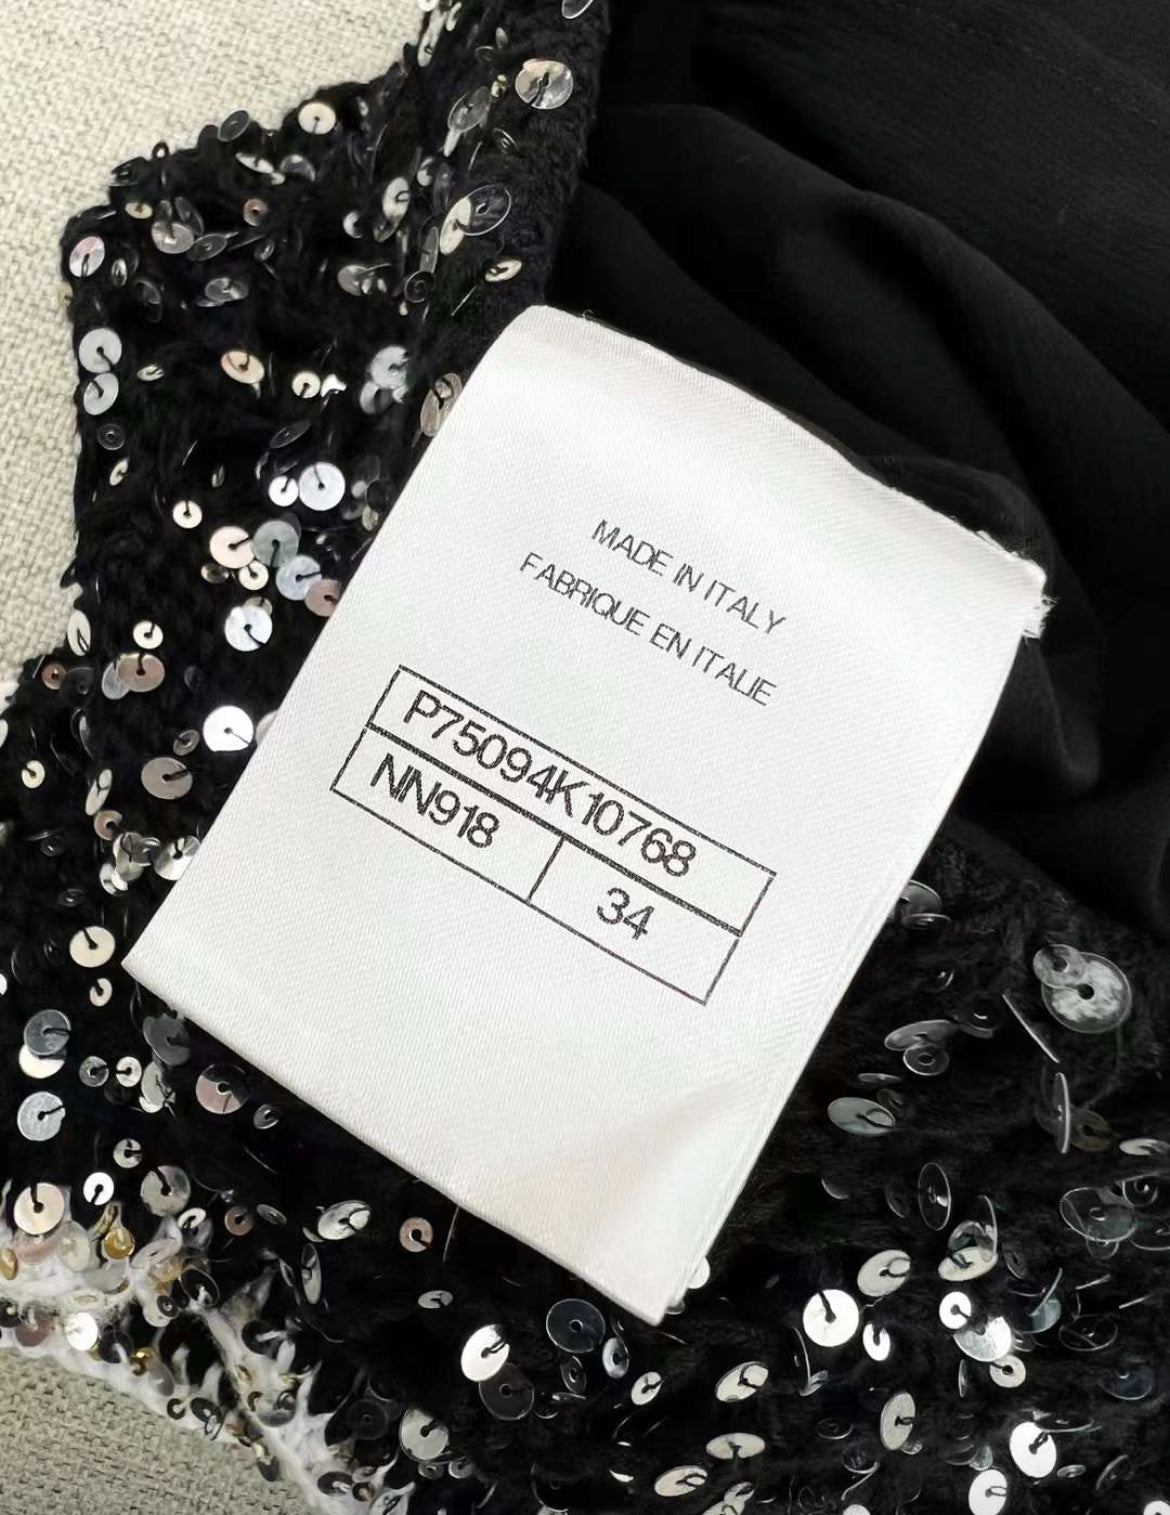 MADE IN ITALY
FABRIQUE EN ITALIE
P75094K10768
NN918 34